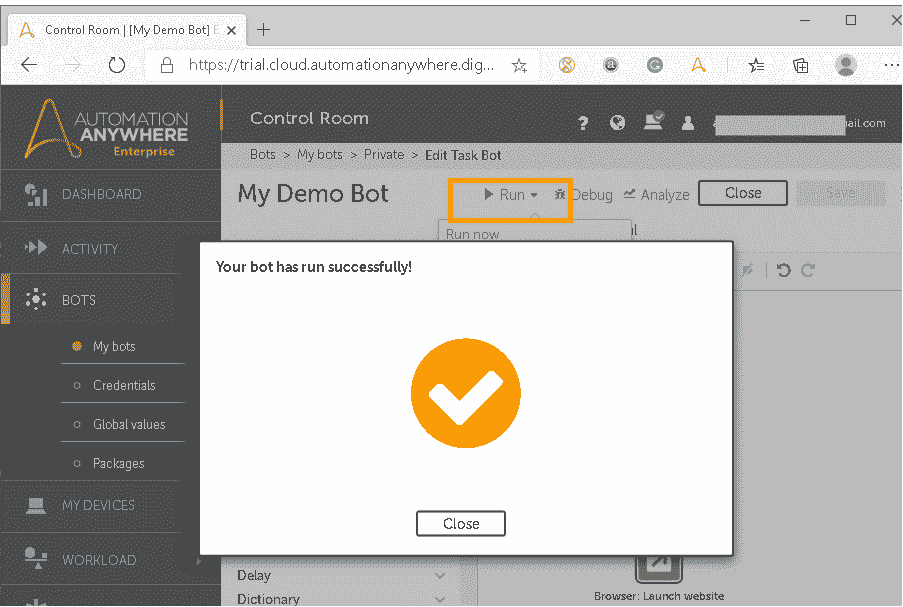 Control Room | [My Demo Bot] E
https://trial.cloud.automationanywhere.dig...
AUTOMATION
ANYWHERE
Enterprise
Control Room
?
ail.com
Bots > My bots > Private > Edit Task Bot
My Demo Bot
Run
Debug
Analyze
Close
Save
Run now
DASHBOARD
ACTIVITY
BOTS
My bots
Credentials
Global values
Packages
MY DEVICES
WORKLOAD
Your bot has run successfully!
Close
Delay
Dictionary
Browser: Launch website